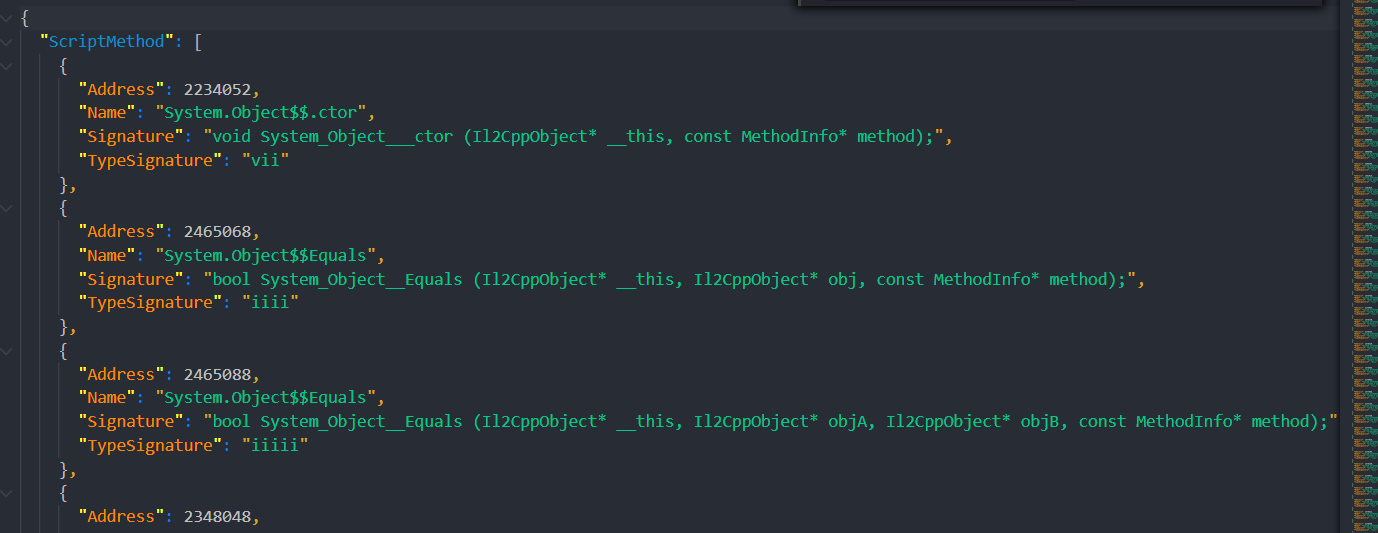 {
"ScriptMethod": [
{
"Address": 2234052,
"Name": "System.Object$$.ctor",
"Signature": "void System_Object___ctor (Il2CppObject* __this, const MethodInfo* method);",
"TypeSignature": "vii"
},
{
"Address": 2465068,
"Name": "System.Object$$Equals",
"Signature": "bool System_Object__Equals (Il2CppObject* __this, Il2CppObject* obj, const MethodInfo* method);",
"TypeSignature": "iiii"
},
{
"Address": 2465088,
"Name": "System.Object$$Equals",
"Signature": "bool System_Object__Equals (Il2CppObject* __this, Il2CppObject* objA, Il2CppObject* objB, const MethodInfo* method);"
"TypeSignature": "iiiii"
},
{
"Address": 2348048,